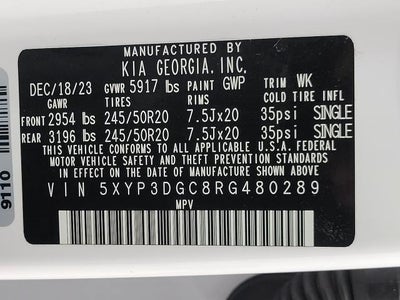 MANUFACTURED BY
KIA GEORGIA, INC.
DEC/18/23 GVWR 5917 lbs PAINT GWP TRIM WK
GAWR TIRES RIMS COLD TIRE INFL
FRONT 2954 lbs 245/50R20 7.5Jx20 35psi SINGLE
REAR 3196 lbs 245/50R20 7.5Jx20 35psi SINGLE
THIS VEHICLE CONFORMS TO ALL APPLICABLE U.S.A FEDERAL
MOTOR VEHICLE SAFETY, BUMPER, AND THEFT PREVENTION
STANDARDS IN EFFECT ON THE DATE OF MANUFACTURE SHOWN ABOVE
VIN 5XYP3DGC8RG480289
MPV
9110